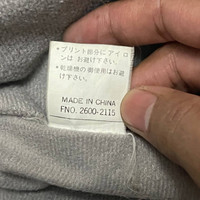 *プリント部分にアイロ
ンはお避け下さい。
*乾燥機の御使用はお避
け下さい。
MADE IN CHINA
FNO. 2600-2115